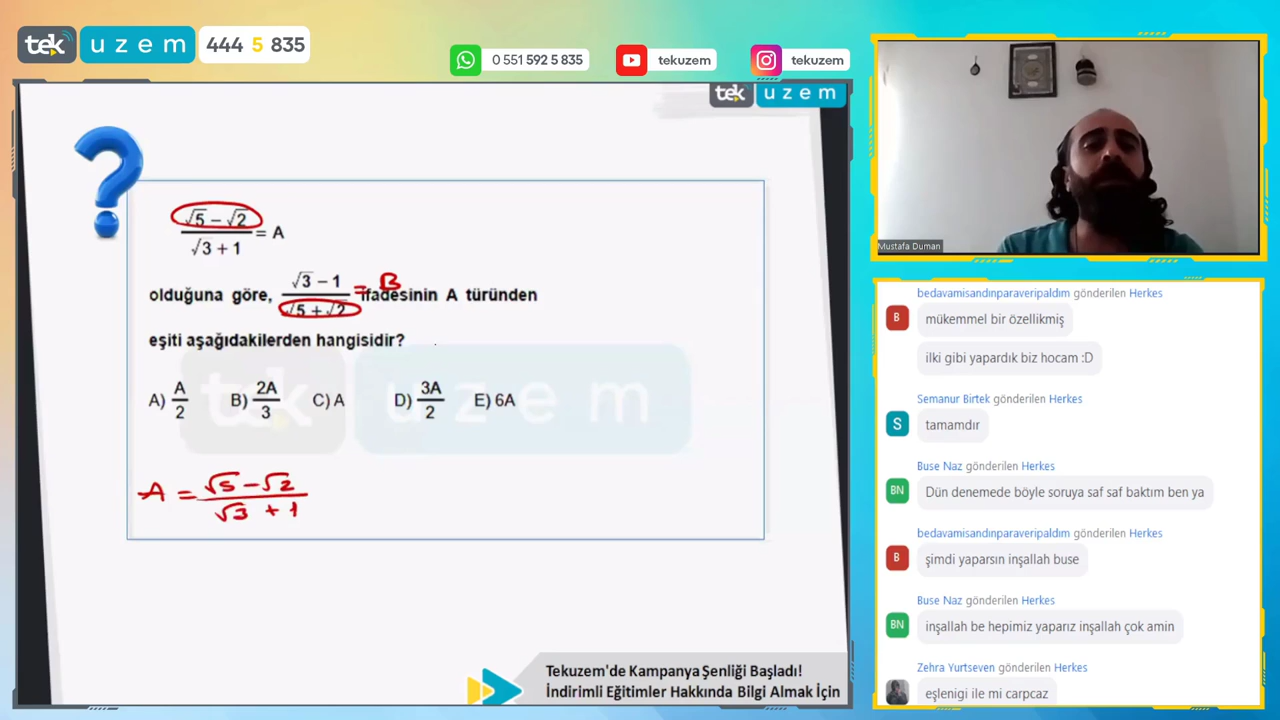 tek uzem 444 5 835
0 551 592 5 835
tekuzem
tekuzem
tek uzem
√5 − √2
√3 + 1
= A
olduğuna göre, √3 − 1 / √5 + √2 = B ifadesinin A türünden
eşiti aşağıdakilerden hangisidir?
A) A/2 B) 2A/3 C) A D) 3A/2 E) 6A
tek uzem
A = √5 − √2
√3 + 1
Tekuzem'de Kampanya Şenliği Başladı!
İndirimli Eğitimler Hakkında Bilgi Almak İçin
Mustafa Duman
bedavamisandınparaveripaldım gönderilen Herkes
B mükemmel bir özellikmiş
ilki gibi yapardık biz hocam :D
Semanur Birtek gönderilen Herkes
S tamamdır
Buse Naz gönderilen Herkes
BN Dün denemede böyle soruya saf saf baktım ben ya
bedavamisandınparaveripaldım gönderilen Herkes
B şimdi yaparsın inşallah buse
Buse Naz gönderilen Herkes
BN inşallah be hepimiz yaparız inşallah çok amin
Zehra Yurtseven gönderilen Herkes
eşlenigi ile mi carpcaz